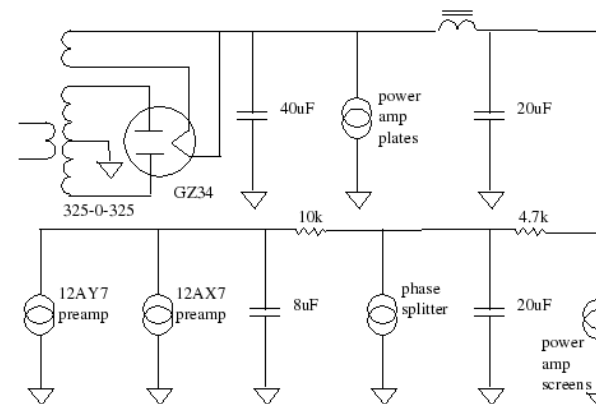 40uF
power
amp
plates
20uF
GZ34
325-0-325
10k
4.7k
12AY7
preamp
12AX7
preamp
8uF
phase
splitter
20uF
power
amp
screens